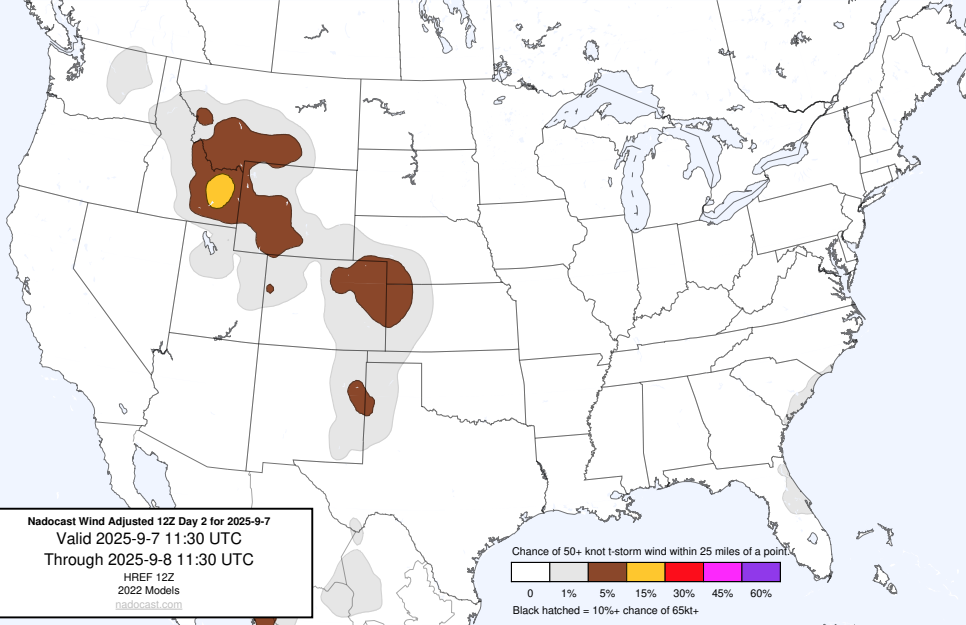 Nadocast Wind Adjusted 12Z Day 2 for 2025-9-7
Valid 2025-9-7 11:30 UTC
Through 2025-9-8 11:30 UTC
HREF 12Z
2022 Models
nadocast.com
Chance of 50+ knot t-storm wind within 25 miles of a point.
0 1% 5% 15% 30% 45% 60%
Black hatched = 10%+ chance of 65kt+